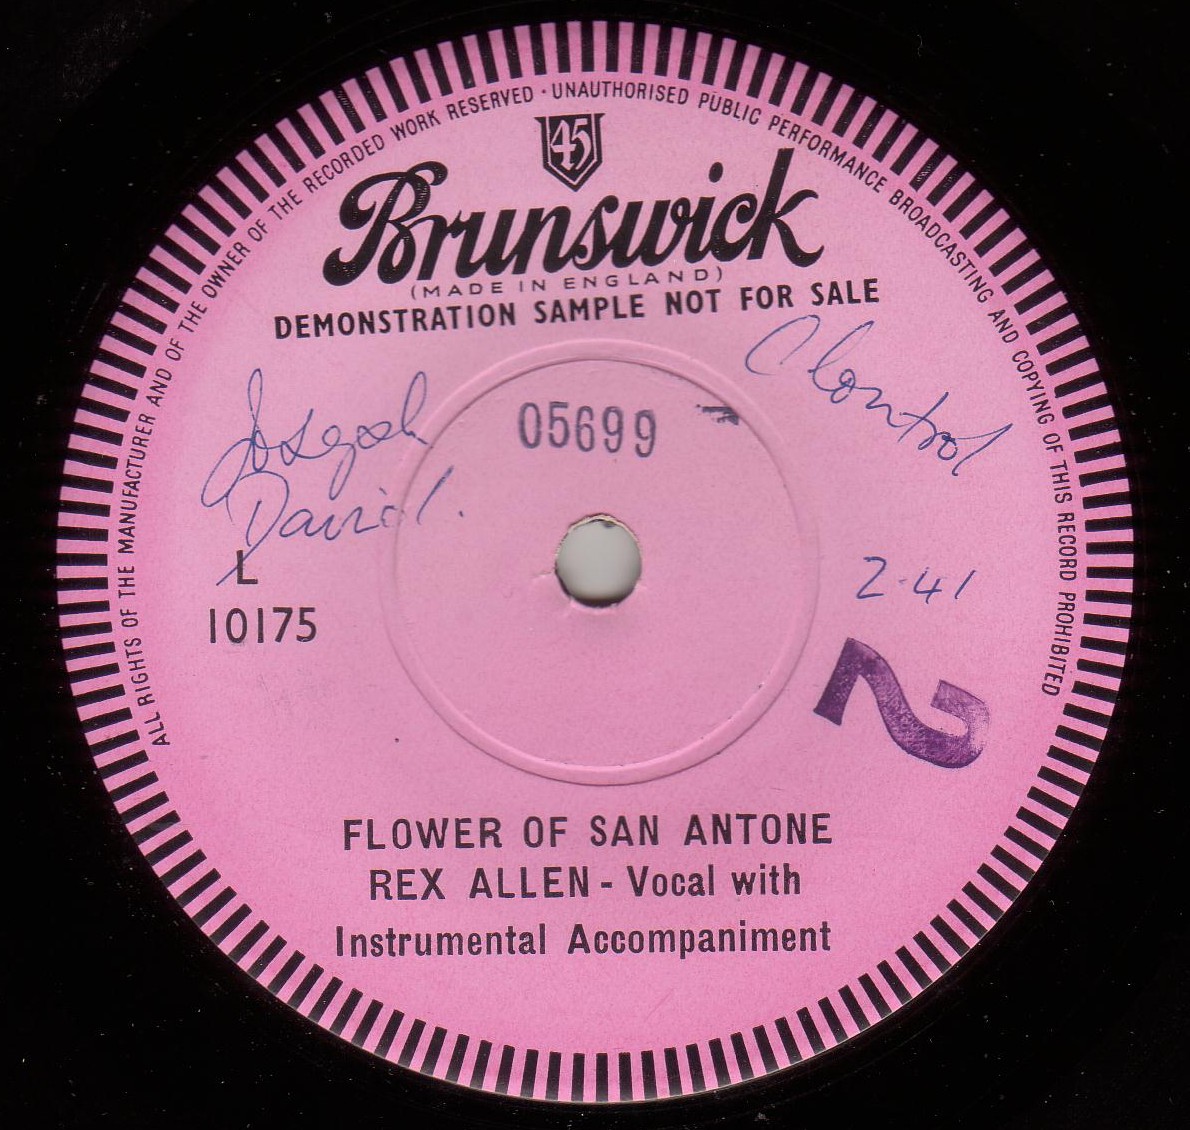 ALL RIGHTS OF THE MANUFACTURER AND OF THE OWNER OF THE RECORDED WORK RESERVED · UNAUTHORISED PUBLIC PERFORMANCE BROADCASTING AND COPYING OF THIS RECORD PROHIBITED
45
Brunswick
(MADE IN ENGLAND)
DEMONSTRATION SAMPLE NOT FOR SALE
Joseph
David.
Control
05699
L
10175
2.41
2
FLOWER OF SAN ANTONE
REX ALLEN - Vocal with
Instrumental Accompaniment